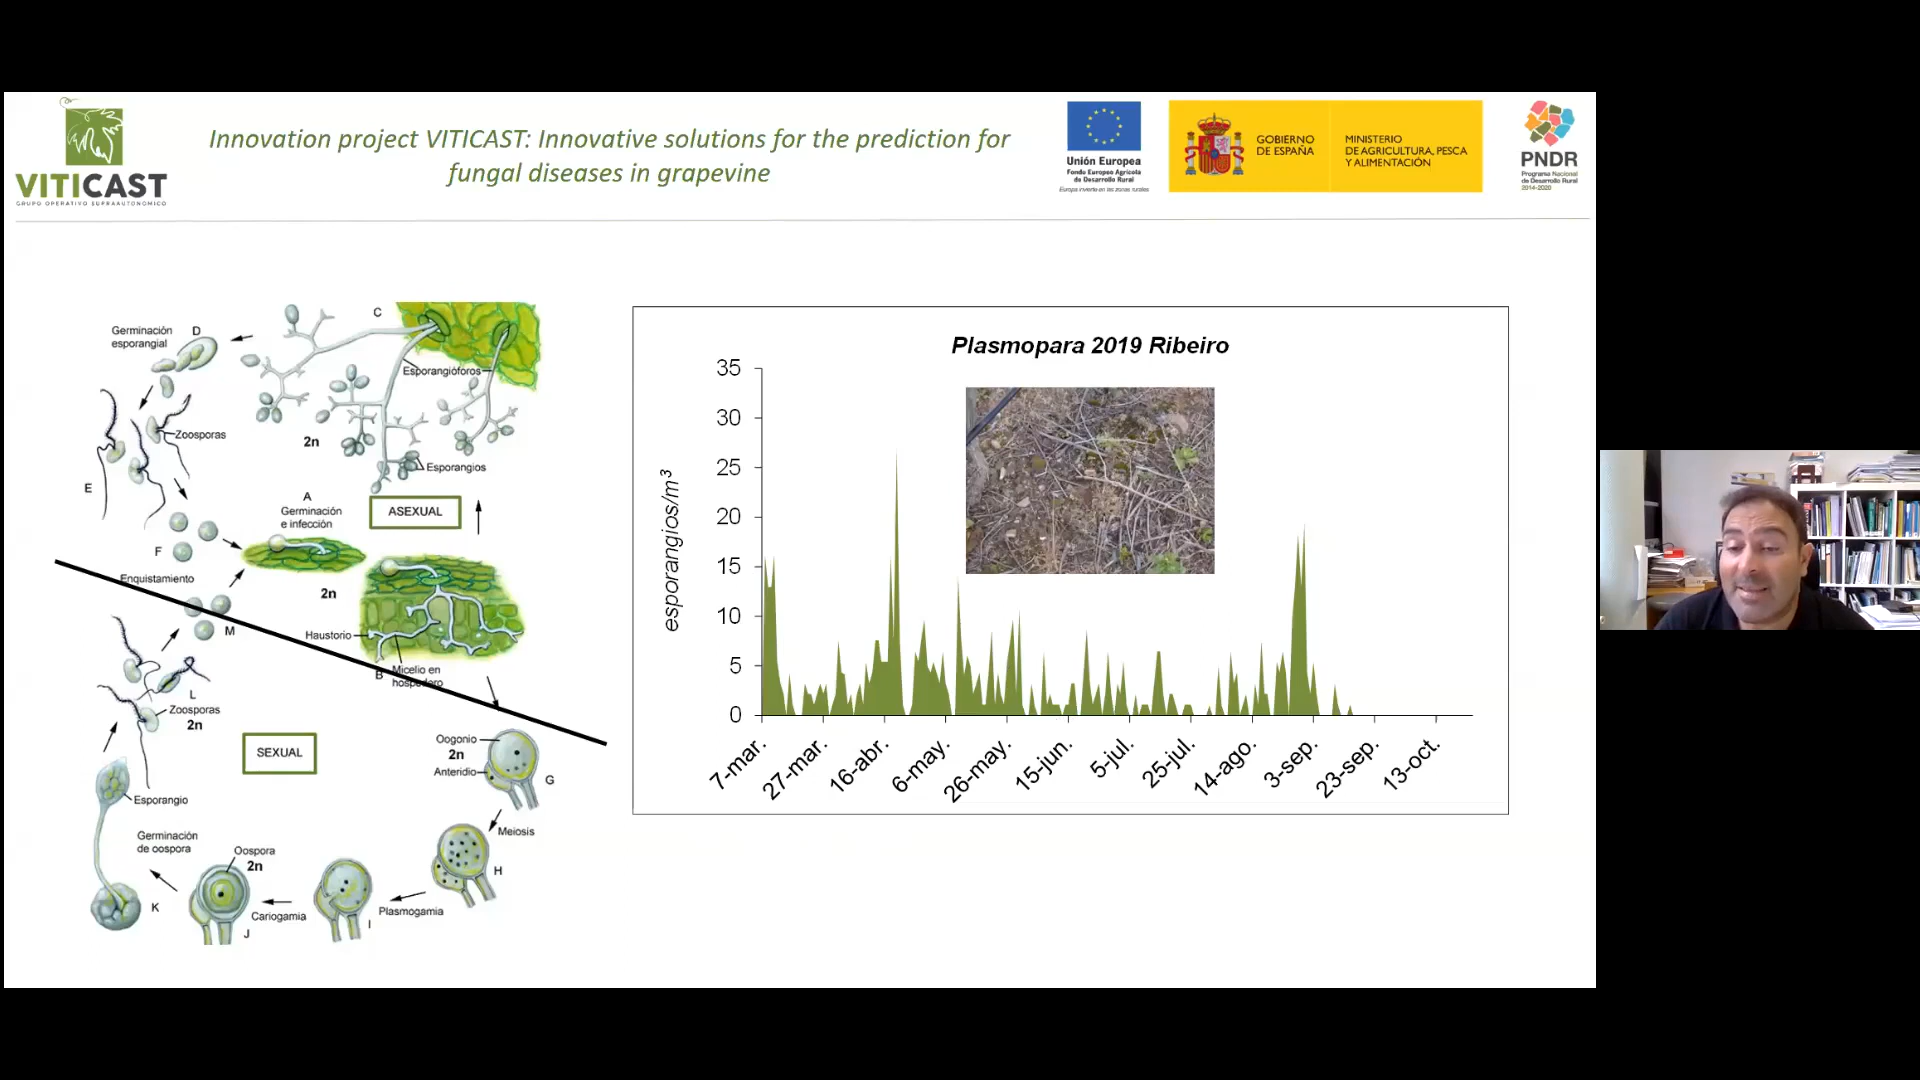 VITICAST
GRUPO OPERATIVO SUPRAAUTONOMICO
Innovation project VITICAST: Innovative solutions for the prediction for
fungal diseases in grapevine
Unión Europea
Fondo Europeo Agrícola
de Desarrollo Rural
Europa invierte en las zonas rurales
GOBIERNO
DE ESPAÑA
MINISTERIO
DE AGRICULTURA, PESCA
Y ALIMENTACIÓN
PNDR
Programa Nacional
de Desarrollo Rural
2014-2020
C
Germinación
esporangial
D
Esporangióforos
Zoosporas
2n
Esporangios
E
A
Germinación
e infección
ASEXUAL
F
Enquistamiento
2n
M
Haustorio
B
Micelio en
hospedero
L
Zoosporas
2n
SEXUAL
Oogonio
2n
Anteridio
G
Esporangio
Meiosis
Germinación
de oospora
Oospora
2n
H
K
Cariogamia
Plasmogamia
I
J
Plasmopara 2019 Ribeiro
esporangios/m³
35
30
25
20
15
10
5
0
7-mar.
27-mar.
16-abr.
6-may.
26-may.
15-jun.
5-jul.
25-jul.
14-ago.
3-sep.
23-sep.
13-oct.